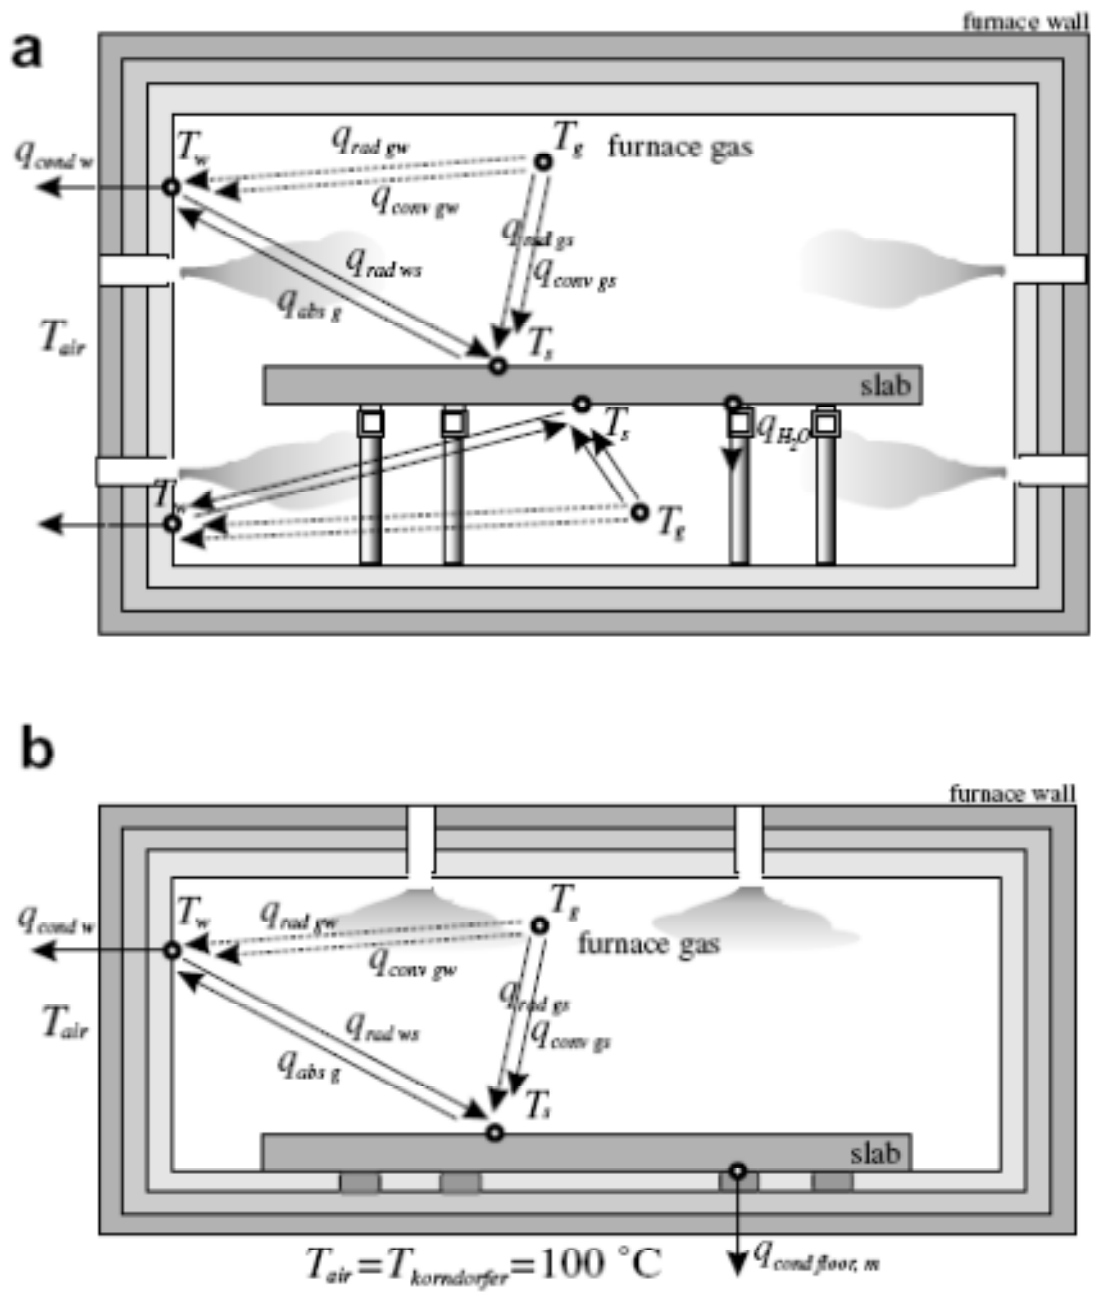 a
furnace wall
T_w
q_rad gw
T_g
furnace gas
q_cond w
q_conv gw
q_rad gs
q_rad ws
q_conv gs
q_abs g
T_air
T_s
slab
T_s
q_H₂O
T_w
T_g
b
furnace wall
q_cond w
T_w
q_rad gw
T_g
furnace gas
q_conv gw
q_rad gs
T_air
q_rad ws
q_conv gs
q_abs g
T_s
slab
T_air=T_korndorfer=100 °C
q_cond floor, m